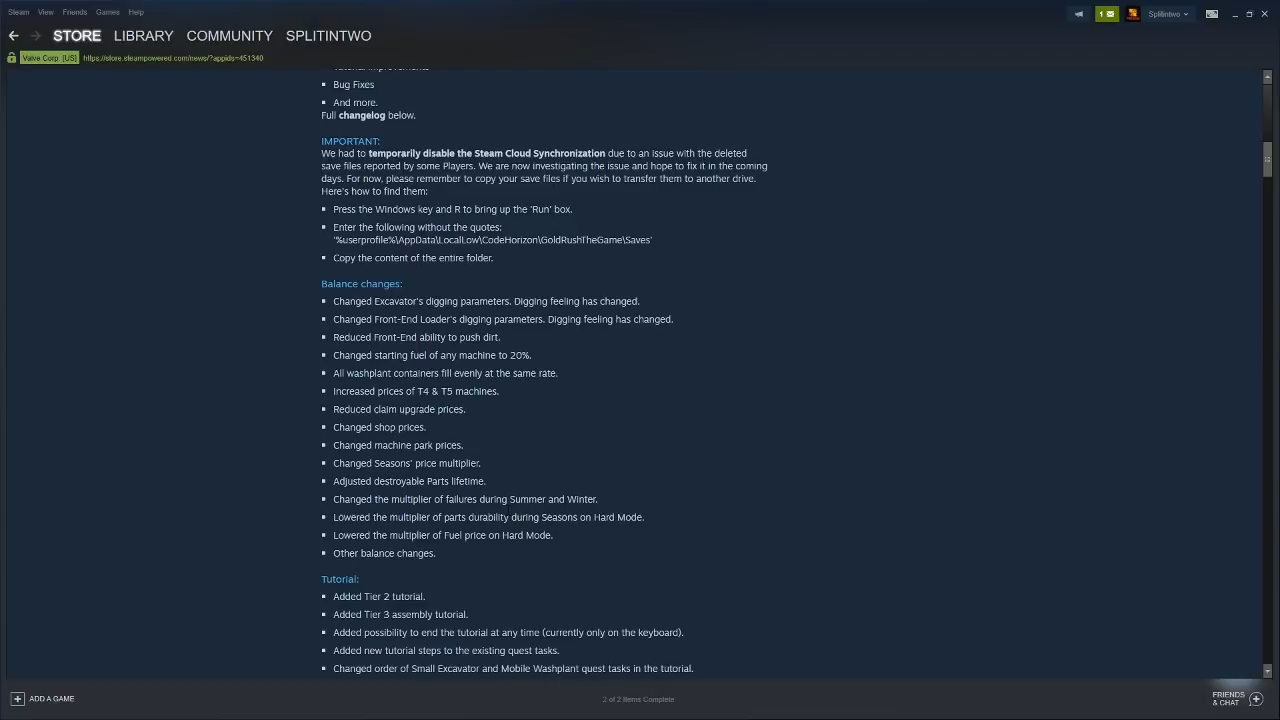 Steam View Friends Games Help
1 Splitintwo
STORE LIBRARY COMMUNITY SPLITINTWO
Valve Corp. [US] https://store.steampowered.com/news/?appids=451340
Tutorial Improvements
Bug Fixes
And more.
Full changelog below.
IMPORTANT:
We had to temporarily disable the Steam Cloud Synchronization due to an issue with the deleted
save files reported by some Players. We are now investigating the issue and hope to fix it in the coming
days. For now, please remember to copy your save files if you wish to transfer them to another drive.
Here's how to find them:
Press the Windows key and R to bring up the 'Run' box.
Enter the following without the quotes:
'%userprofile%\AppData\LocalLow\CodeHorizon\GoldRushTheGame\Saves'
Copy the content of the entire folder.
Balance changes:
Changed Excavator's digging parameters. Digging feeling has changed.
Changed Front-End Loader's digging parameters. Digging feeling has changed.
Reduced Front-End ability to push dirt.
Changed starting fuel of any machine to 20%.
All washplant containers fill evenly at the same rate.
Increased prices of T4 & T5 machines.
Reduced claim upgrade prices.
Changed shop prices.
Changed machine park prices.
Changed Seasons' price multiplier.
Adjusted destroyable Parts lifetime.
Changed the multiplier of failures during Summer and Winter.
Lowered the multiplier of parts durability during Seasons on Hard Mode.
Lowered the multiplier of Fuel price on Hard Mode.
Other balance changes.
Tutorial:
Added Tier 2 tutorial.
Added Tier 3 assembly tutorial.
Added possibility to end the tutorial at any time (currently only on the keyboard).
Added new tutorial steps to the existing quest tasks.
Changed order of Small Excavator and Mobile Washplant quest tasks in the tutorial.
ADD A GAME
2 of 2 Items Complete
FRIENDS
& CHAT